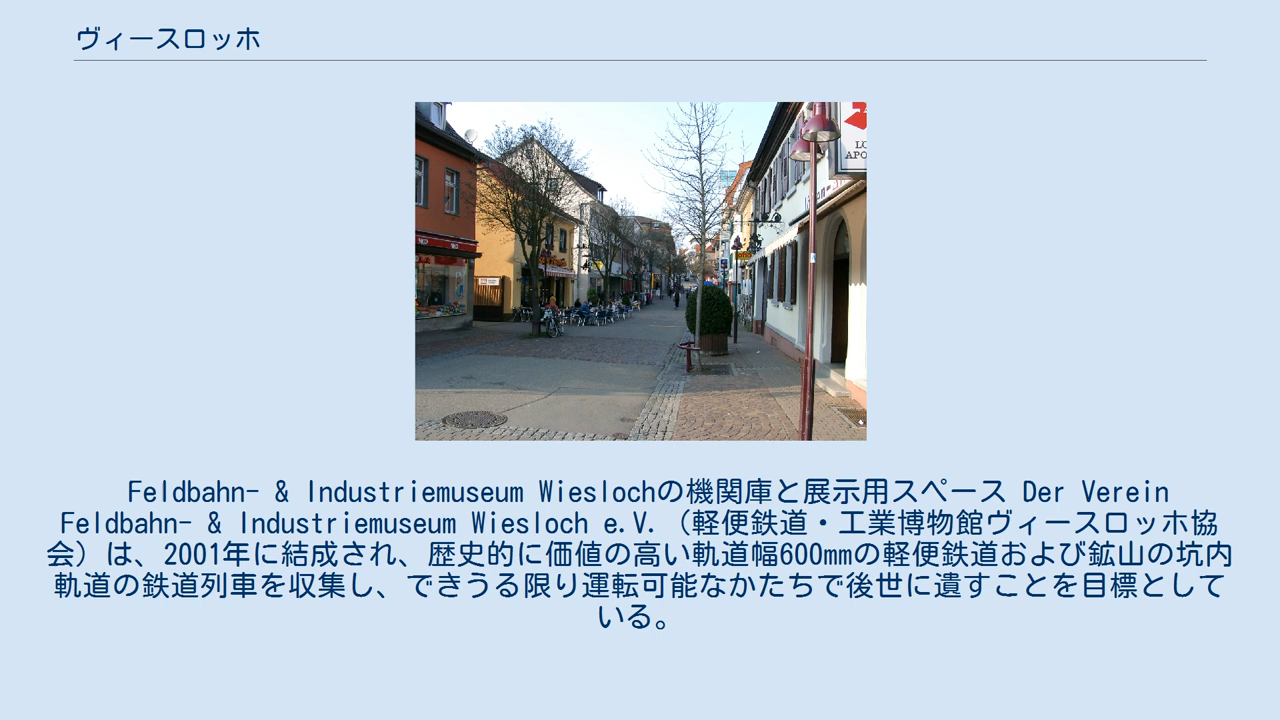 ヴィースロッホ
LÖ
APO
Feldbahn- & Industriemuseum Wieslochの機関庫と展示用スペース Der Verein
Feldbahn- & Industriemuseum Wiesloch e.V.（軽便鉄道・工業博物館ヴィースロッホ協
会）は、2001年に結成され、歴史的に価値の高い軌道幅600mmの軽便鉄道および鉱山の坑内
軌道の鉄道列車を収集し、できうる限り運転可能なかたちで後世に遺すことを目標として
いる。